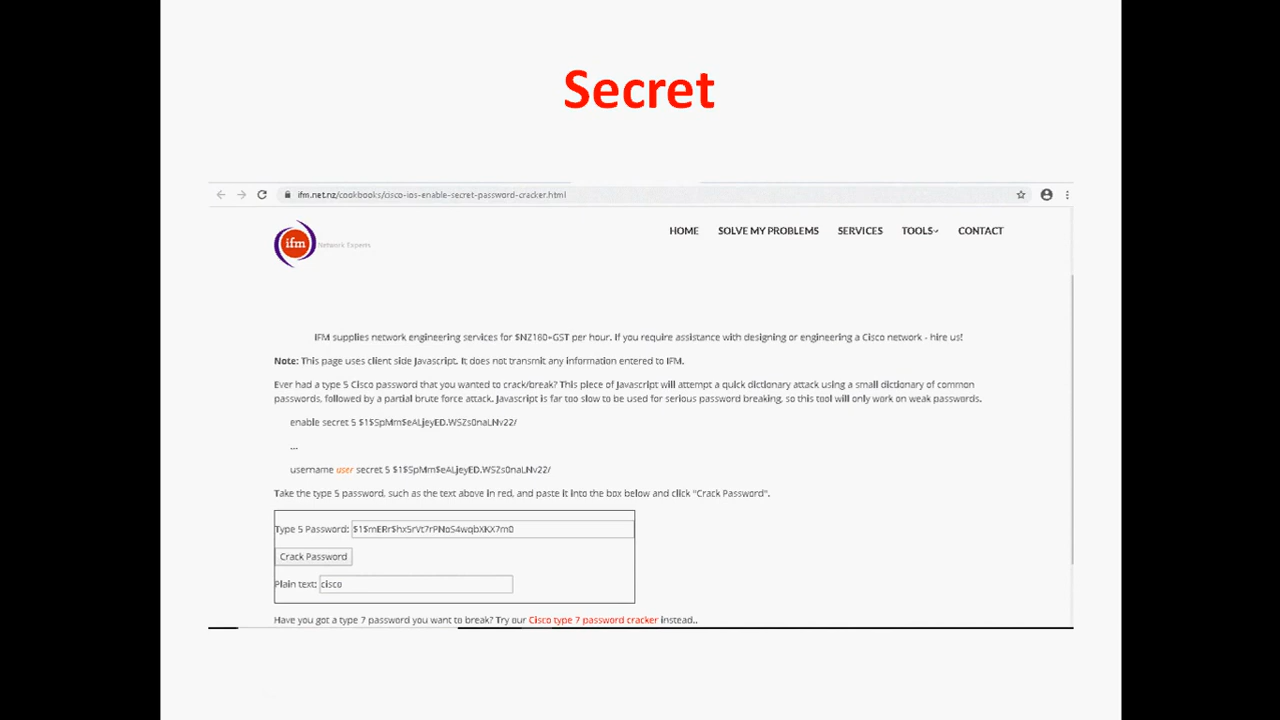 Secret
ifm.net.nz/cookbooks/cisco-ios-enable-secret-password-cracker.html
ifm Network Experts
HOME SOLVE MY PROBLEMS SERVICES TOOLS CONTACT
IFM supplies network engineering services for $NZ160+GST per hour. If you require assistance with designing or engineering a Cisco network - hire us!
Note: This page uses client side Javascript. It does not transmit any information entered to IFM.
Ever had a type 5 Cisco password that you wanted to crack/break? This piece of Javascript will attempt a quick dictionary attack using a small dictionary of common
passwords, followed by a partial brute force attack. Javascript is far too slow to be used for serious password breaking, so this tool will only work on weak passwords.
enable secret 5 $1$SpMm$eALjeyED.WSZs0naLNv22/
...
username user secret 5 $1$SpMm$eALjeyED.WSZs0naLNv22/
Take the type 5 password, such as the text above in red, and paste it into the box below and click "Crack Password".
Type 5 Password: $1$mERr$hx5rVt7rPNoS4wqbXKX7m0
Crack Password
Plain text: cisco
Have you got a type 7 password you want to break? Try our Cisco type 7 password cracker instead..